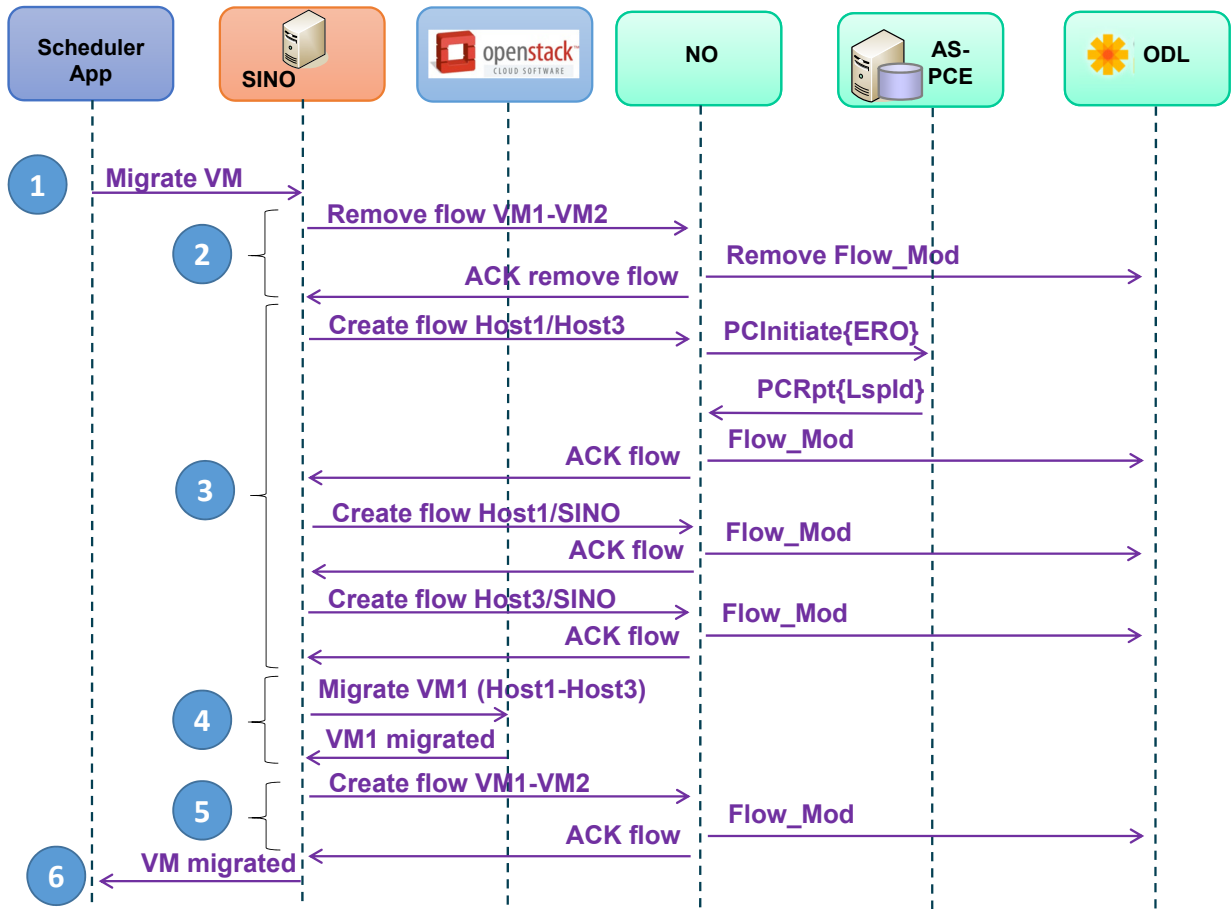 Scheduler
App
SINO
openstack™
CLOUD SOFTWARE
NO
AS-
PCE
ODL
1
Migrate VM
Remove flow VM1-VM2
2
Remove Flow_Mod
ACK remove flow
Create flow Host1/Host3
PCInitiate{ERO}
PCRpt{LspId}
Flow_Mod
ACK flow
3
Create flow Host1/SINO
Flow_Mod
ACK flow
Create flow Host3/SINO
Flow_Mod
ACK flow
Migrate VM1 (Host1-Host3)
4
VM1 migrated
Create flow VM1-VM2
5
Flow_Mod
ACK flow
VM migrated
6